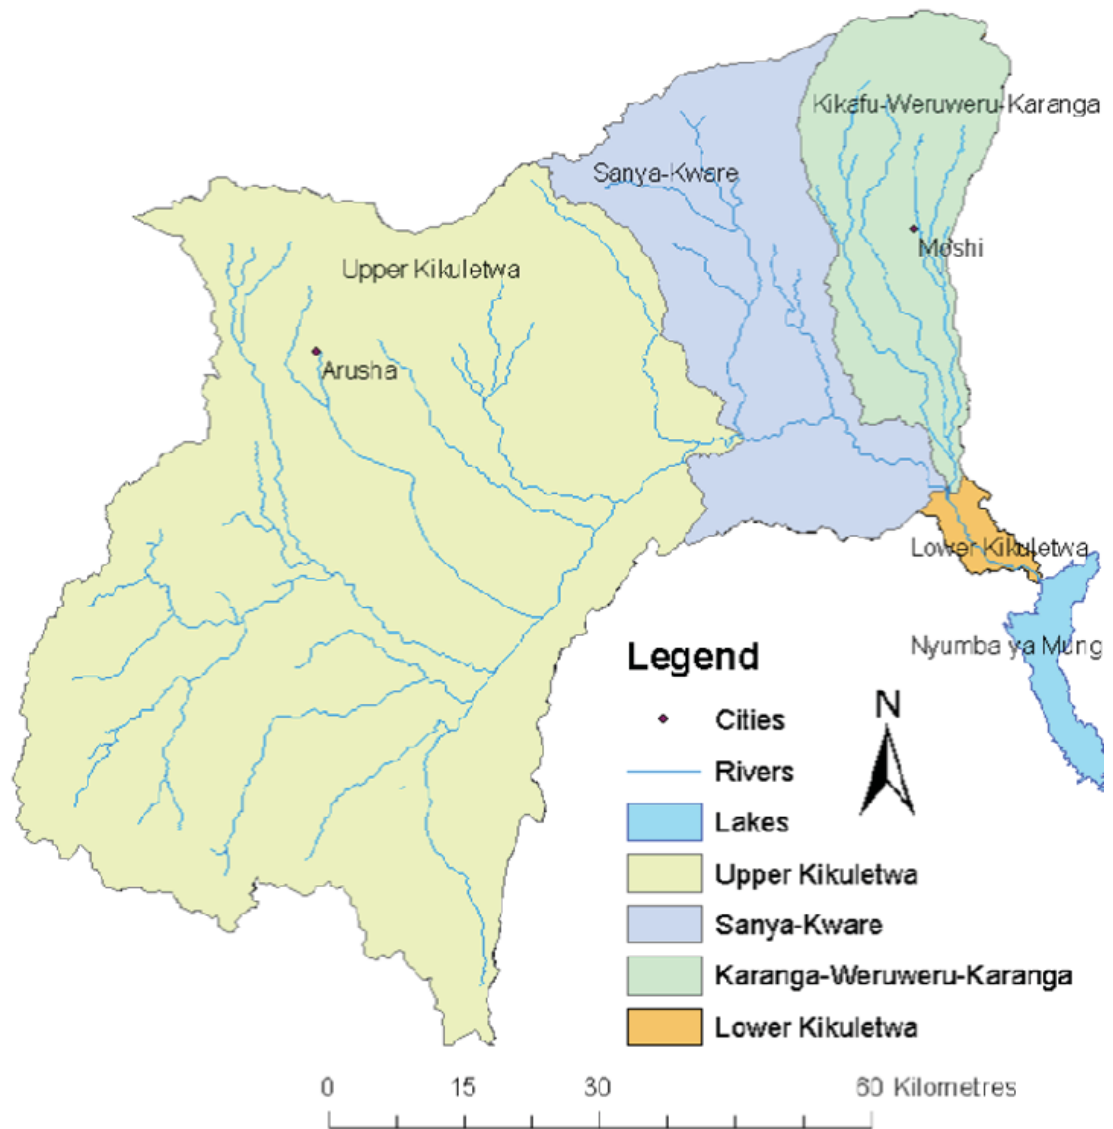 Kikafu-Weruweru-Karanga
Sanya-Kware
Moshi
Upper Kikuletwa
Arusha
Lower Kikuletwa
Nyumba ya Mung
Legend
N
Cities
Rivers
Lakes
Upper Kikuletwa
Sanya-Kware
Karanga-Weruweru-Karanga
Lower Kikuletwa
0 15 30 60 Kilometres